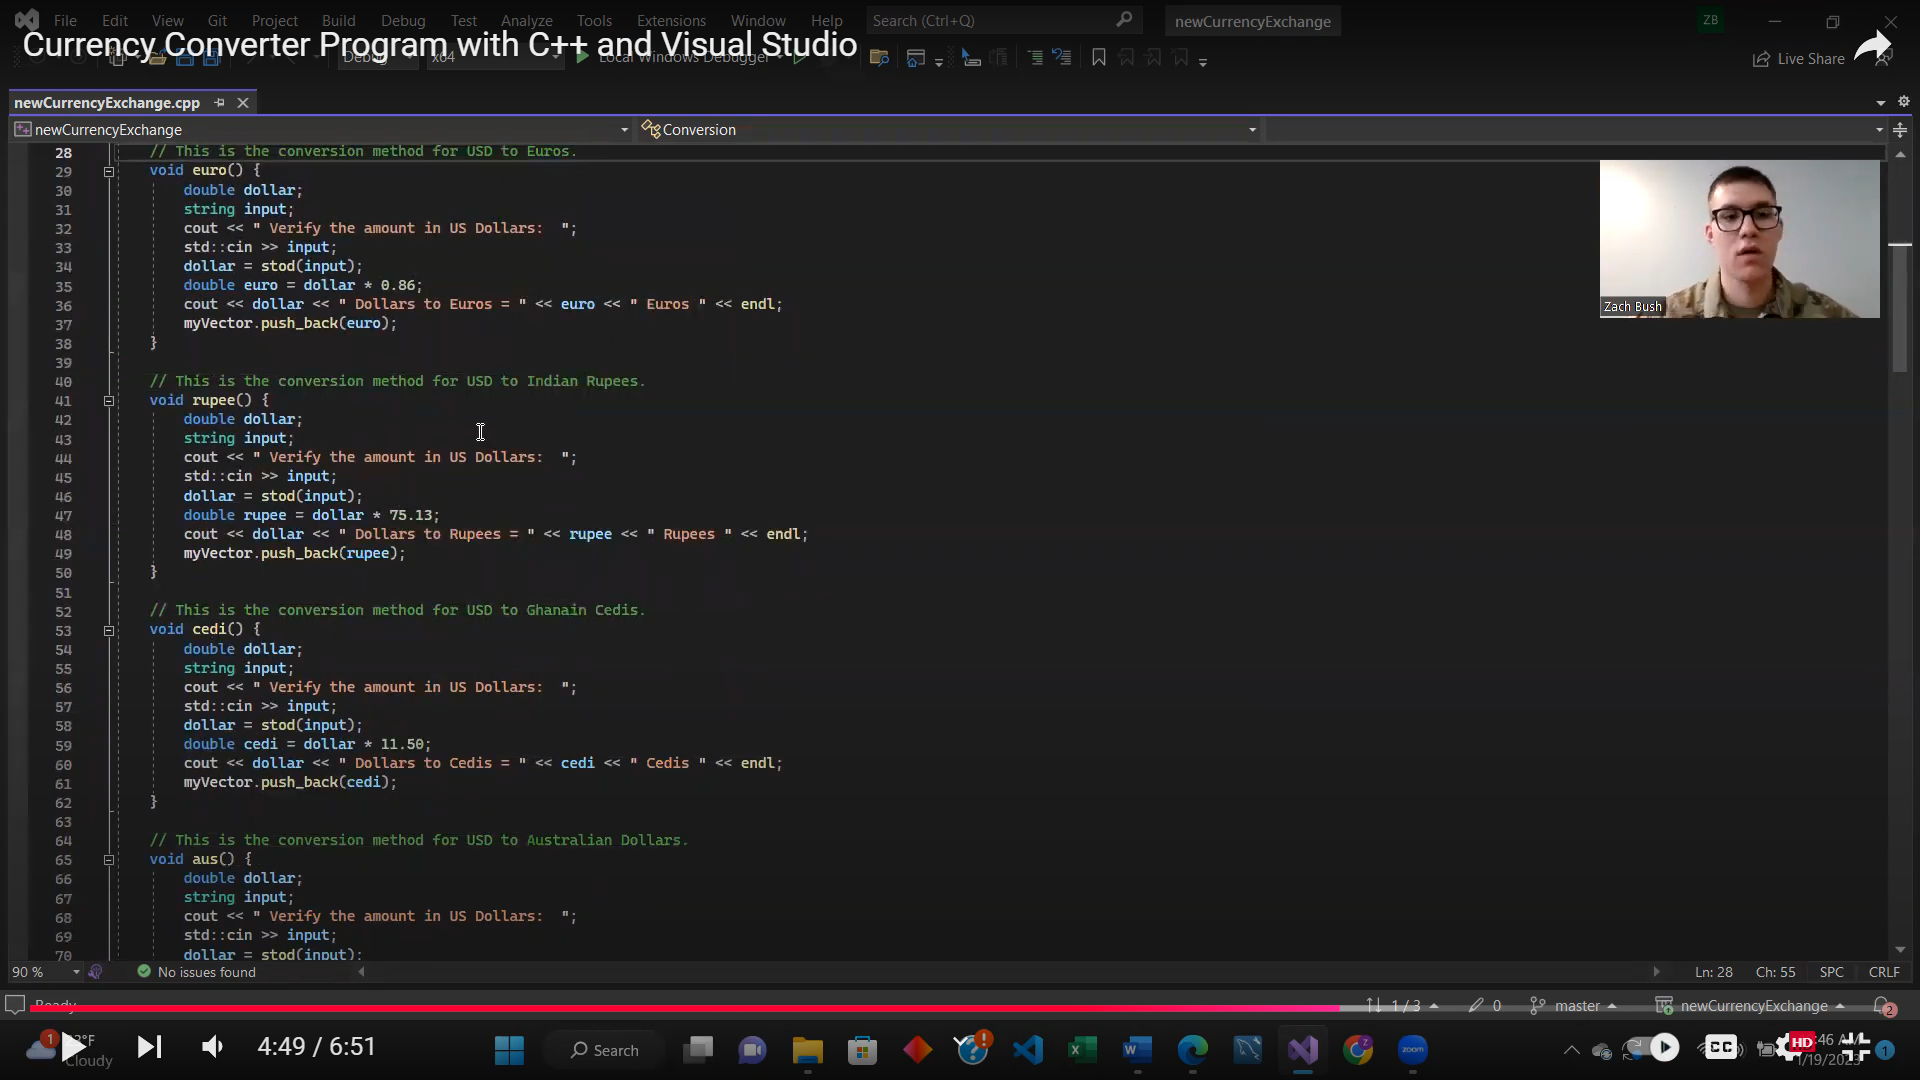 File Edit View Git Project Build Debug Test Analyze Tools Extensions Window Help Search (Ctrl+Q) newCurrencyExchange ZB
Currency Converter Program with C++ and Visual Studio
Debug x64 Local Windows Debugger Live Share
newCurrencyExchange.cpp
newCurrencyExchange Conversion
28 // This is the conversion method for USD to Euros.
29 void euro() {
30 double dollar;
31 string input;
32 cout << " Verify the amount in US Dollars:  ";
33 std::cin >> input;
34 dollar = stod(input);
35 double euro = dollar * 0.86;
36 cout << dollar << " Dollars to Euros = " << euro << " Euros " << endl;
37 myVector.push_back(euro);
38 }
39
40 // This is the conversion method for USD to Indian Rupees.
41 void rupee() {
42 double dollar;
43 string input;
44 cout << " Verify the amount in US Dollars:  ";
45 std::cin >> input;
46 dollar = stod(input);
47 double rupee = dollar * 75.13;
48 cout << dollar << " Dollars to Rupees = " << rupee << " Rupees " << endl;
49 myVector.push_back(rupee);
50 }
51
52 // This is the conversion method for USD to Ghanain Cedis.
53 void cedi() {
54 double dollar;
55 string input;
56 cout << " Verify the amount in US Dollars:  ";
57 std::cin >> input;
58 dollar = stod(input);
59 double cedi = dollar * 11.50;
60 cout << dollar << " Dollars to Cedis = " << cedi << " Cedis " << endl;
61 myVector.push_back(cedi);
62 }
63
64 // This is the conversion method for USD to Australian Dollars.
65 void aus() {
66 double dollar;
67 string input;
68 cout << " Verify the amount in US Dollars:  ";
69 std::cin >> input;
70 dollar = stod(input);
Zach Bush
90 % No issues found Ln: 28 Ch: 55 SPC CRLF
Ready 1 / 3 0 master newCurrencyExchange 2
1 Cloudy
4:49 / 6:51
Search
zoom
CC HD
1